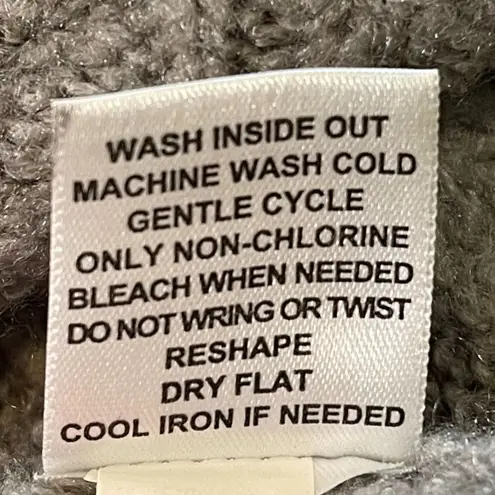 WASH INSIDE OUT
MACHINE WASH COLD
GENTLE CYCLE
ONLY NON-CHLORINE
BLEACH WHEN NEEDED
DO NOT WRING OR TWIST
RESHAPE
DRY FLAT
COOL IRON IF NEEDED